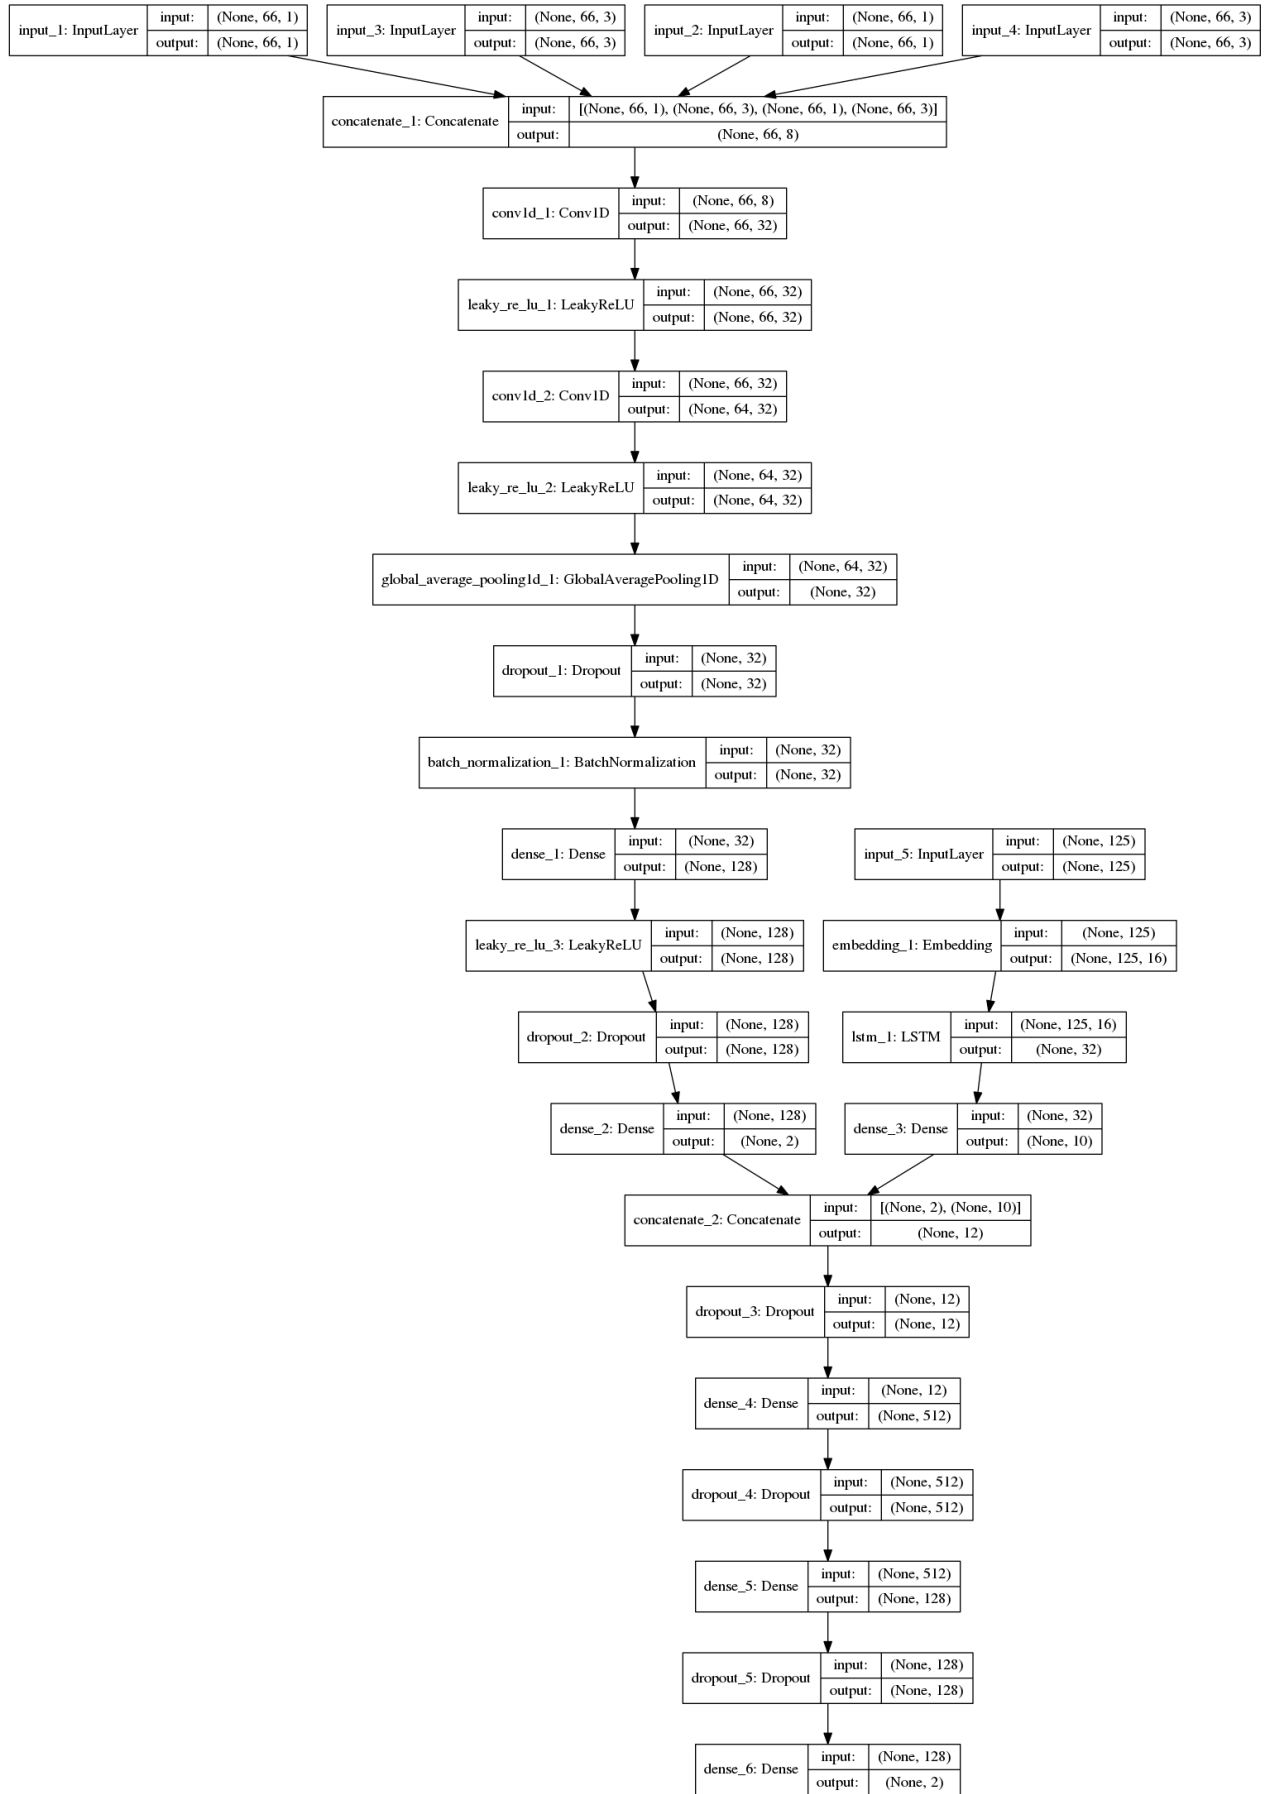 input_1: InputLayer input: (None, 66, 1) output: (None, 66, 1)
input_3: InputLayer input: (None, 66, 3) output: (None, 66, 3)
input_2: InputLayer input: (None, 66, 1) output: (None, 66, 1)
input_4: InputLayer input: (None, 66, 3) output: (None, 66, 3)
concatenate_1: Concatenate input: [(None, 66, 1), (None, 66, 3), (None, 66, 1), (None, 66, 3)] output: (None, 66, 8)
conv1d_1: Conv1D input: (None, 66, 8) output: (None, 66, 32)
leaky_re_lu_1: LeakyReLU input: (None, 66, 32) output: (None, 66, 32)
conv1d_2: Conv1D input: (None, 66, 32) output: (None, 64, 32)
leaky_re_lu_2: LeakyReLU input: (None, 64, 32) output: (None, 64, 32)
global_average_pooling1d_1: GlobalAveragePooling1D input: (None, 64, 32) output: (None, 32)
dropout_1: Dropout input: (None, 32) output: (None, 32)
batch_normalization_1: BatchNormalization input: (None, 32) output: (None, 32)
dense_1: Dense input: (None, 32) output: (None, 128)
input_5: InputLayer input: (None, 125) output: (None, 125)
leaky_re_lu_3: LeakyReLU input: (None, 128) output: (None, 128)
embedding_1: Embedding input: (None, 125) output: (None, 125, 16)
dropout_2: Dropout input: (None, 128) output: (None, 128)
lstm_1: LSTM input: (None, 125, 16) output: (None, 32)
dense_2: Dense input: (None, 128) output: (None, 2)
dense_3: Dense input: (None, 32) output: (None, 10)
concatenate_2: Concatenate input: [(None, 2), (None, 10)] output: (None, 12)
dropout_3: Dropout input: (None, 12) output: (None, 12)
dense_4: Dense input: (None, 12) output: (None, 512)
dropout_4: Dropout input: (None, 512) output: (None, 512)
dense_5: Dense input: (None, 512) output: (None, 128)
dropout_5: Dropout input: (None, 128) output: (None, 128)
dense_6: Dense input: (None, 128) output: (None, 2)